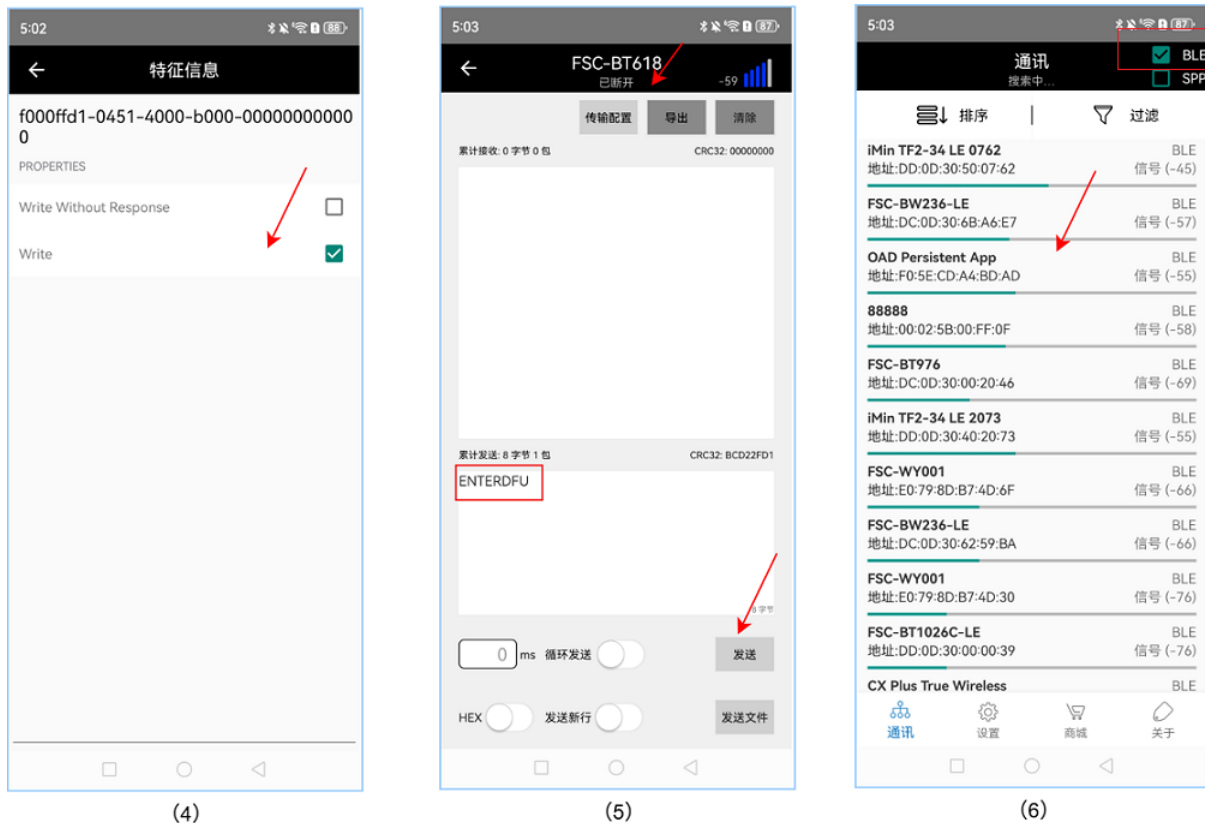 5:02
88
特征信息
f000ffd1-0451-4000-b000-00000000000
0
PROPERTIES
Write Without Response
Write
(4)
5:03
87
FSC-BT618
已断开
-59
传输配置
导出
清除
累计接收: 0 字节 0 包
CRC32: 00000000
累计发送: 8 字节 1 包
CRC32: BCD22FD1
ENTERDFU
8 字节
0 ms 循环发送
发送
HEX
发送新行
发送文件
(5)
5:03
87
通讯
搜索中...
BLE
SPP
排序
过滤
iMin TF2-34 LE 0762 BLE
地址:DD:0D:30:50:07:62 信号 (-45)
FSC-BW236-LE BLE
地址:DC:0D:30:6B:A6:E7 信号 (-57)
OAD Persistent App BLE
地址:F0:5E:CD:A4:BD:AD 信号 (-55)
88888 BLE
地址:00:02:5B:00:FF:0F 信号 (-58)
FSC-BT976 BLE
地址:DC:0D:30:00:20:46 信号 (-69)
iMin TF2-34 LE 2073 BLE
地址:DD:0D:30:40:20:73 信号 (-55)
FSC-WY001 BLE
地址:E0:79:8D:B7:4D:6F 信号 (-66)
FSC-BW236-LE BLE
地址:DC:0D:30:62:59:BA 信号 (-66)
FSC-WY001 BLE
地址:E0:79:8D:B7:4D:30 信号 (-76)
FSC-BT1026C-LE BLE
地址:DD:0D:30:00:00:39 信号 (-76)
CX Plus True Wireless BLE
通讯
设置
商城
关于
(6)